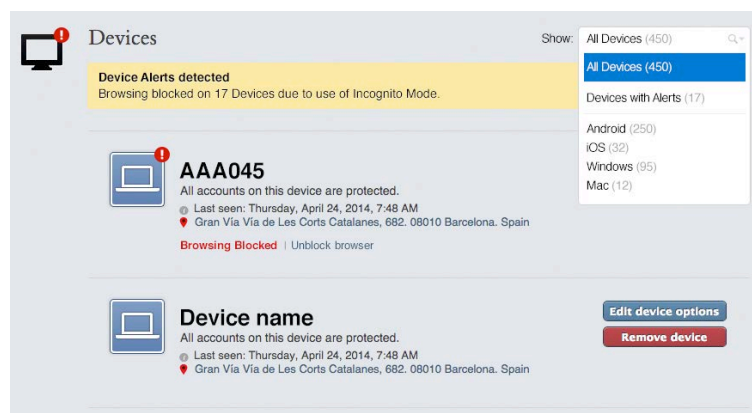 Devices
Show:
All Devices (450)
All Devices (450)
Devices with Alerts (17)
Android (250)
iOS (32)
Windows (95)
Mac (12)
Device Alerts detected
Browsing blocked on 17 Devices due to use of Incognito Mode.
AAA045
All accounts on this device are protected.
Last seen: Thursday, April 24, 2014, 7:48 AM
Gran Via Vía de Les Corts Catalanes, 682. 08010 Barcelona. Spain
Browsing Blocked | Unblock browser
Device name
All accounts on this device are protected.
Last seen: Thursday, April 24, 2014, 7:48 AM
Gran Via Vía de Les Corts Catalanes, 682. 08010 Barcelona. Spain
Edit device options
Remove device